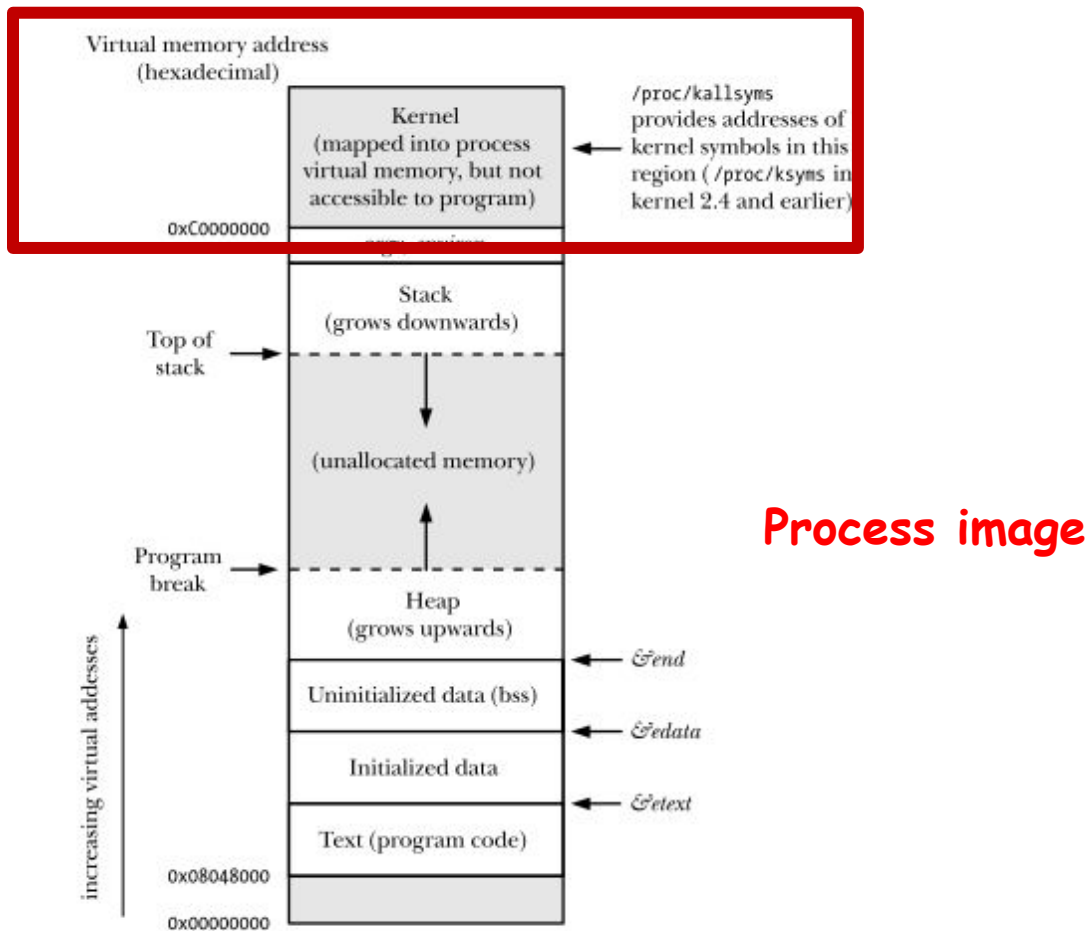 Virtual memory address
(hexadecimal)
Kernel
(mapped into process
virtual memory, but not
accessible to program)
/proc/kallsyms
provides addresses of
kernel symbols in this
region (/proc/ksyms in
kernel 2.4 and earlier)
0xC0000000
Stack
(grows downwards)
Top of
stack
(unallocated memory)
Process image
Program
break
Heap
(grows upwards)
&end
Uninitialized data (bss)
&edata
Initialized data
&etext
Text (program code)
0x08048000
0x00000000
increasing virtual addesses